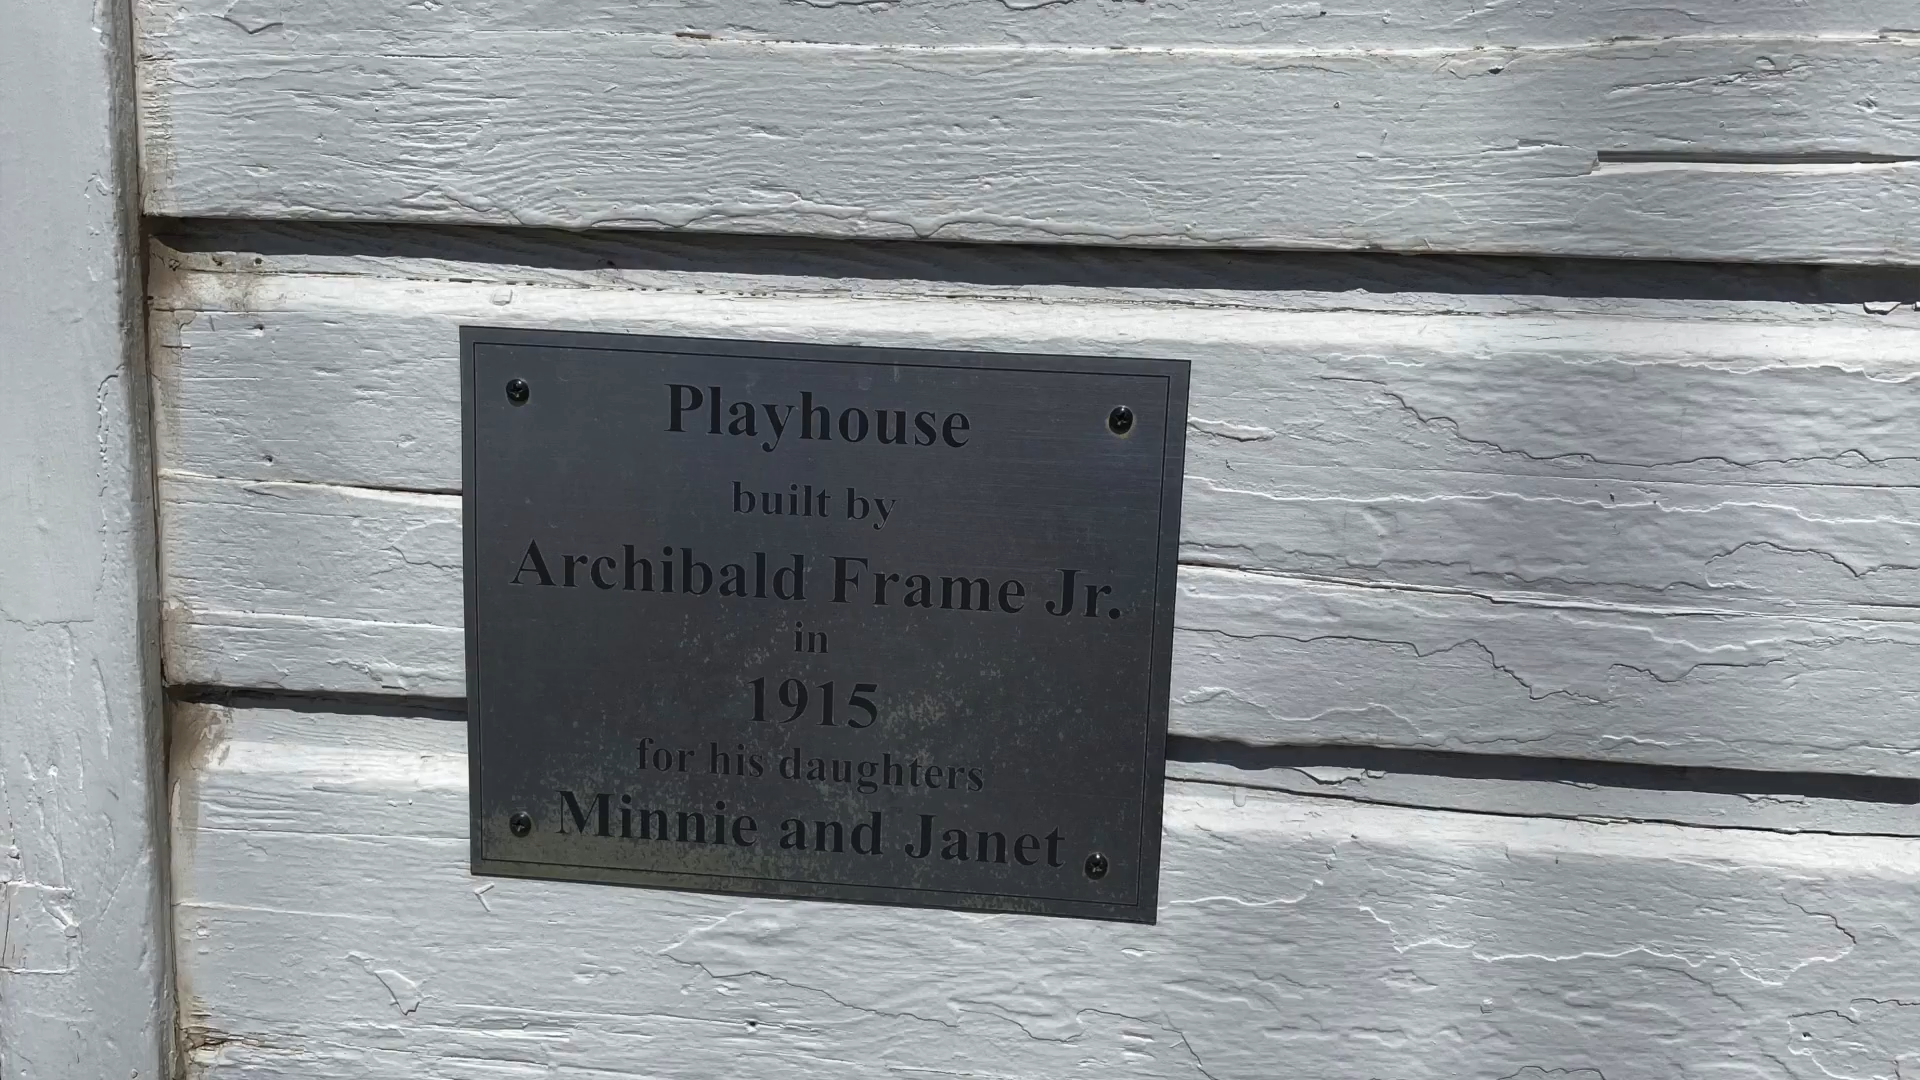 Playhouse
built by
Archibald Frame Jr.
in
1915
for his daughters
Minnie and Janet